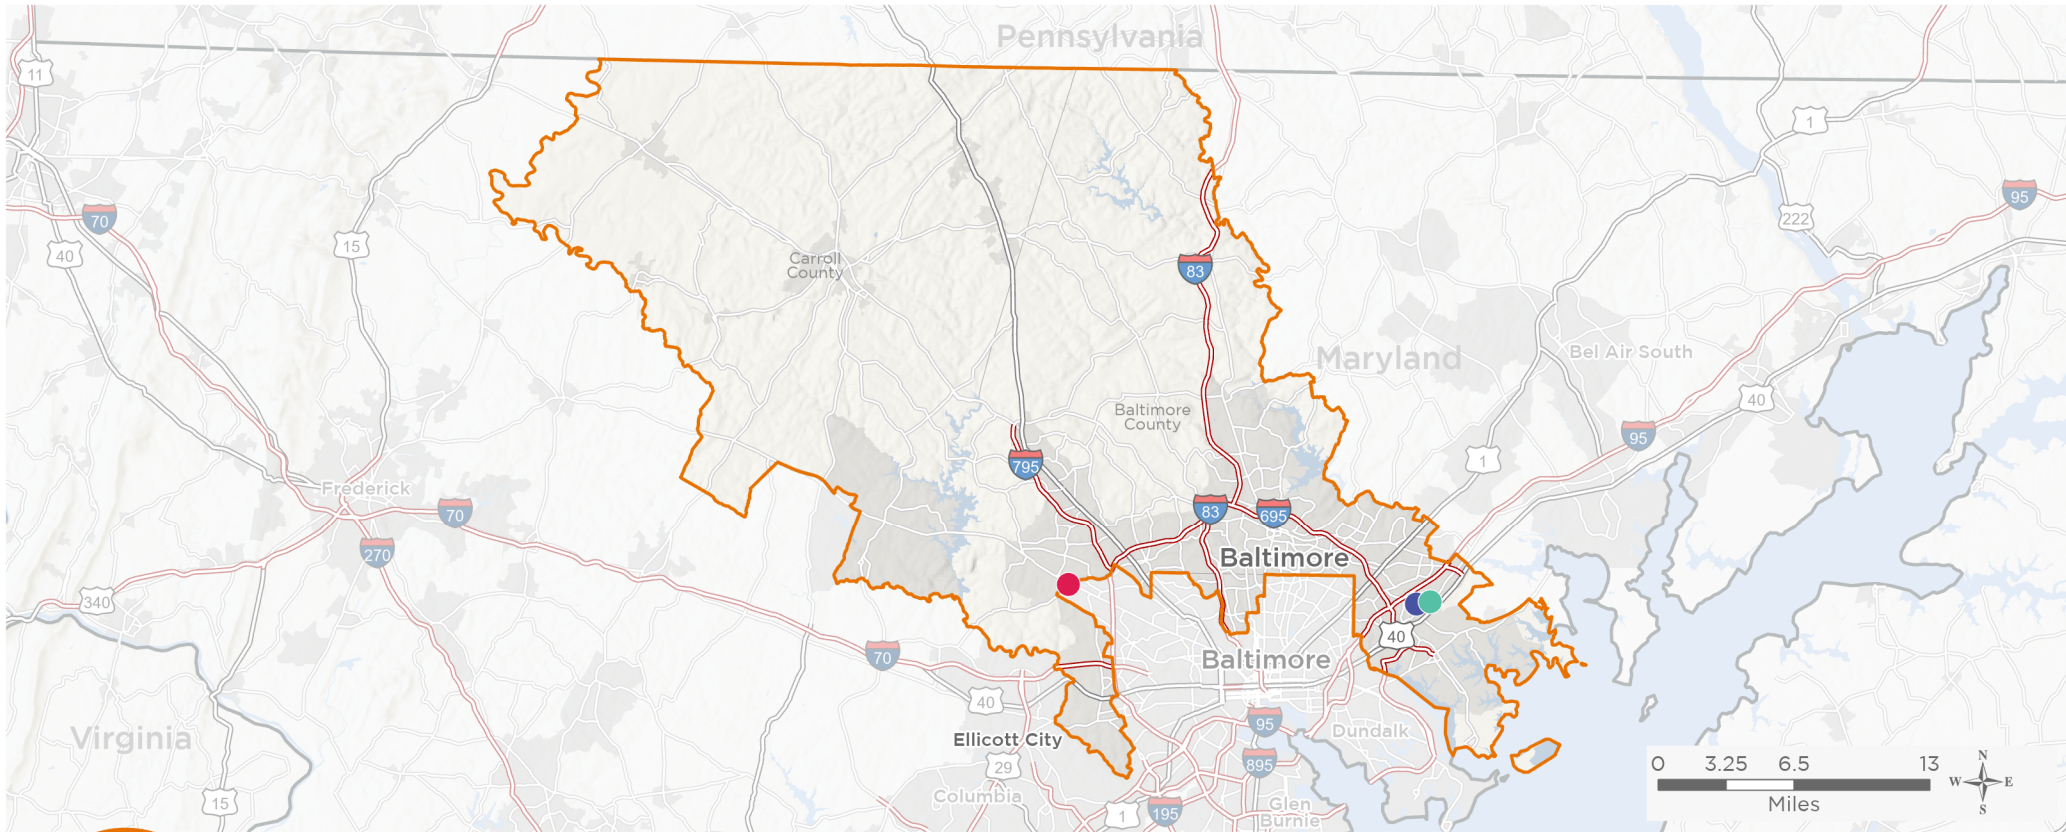 Pennsylvania
11
1
95
70
222
15
40
Carroll
County
83
Maryland
Bel Air South
40
Baltimore
County
95
1
795
Frederick
70
83
695
270
Baltimore
340
40
70
Baltimore
40
95
Dundalk
Virginia
Ellicott City
29
895
15
Columbia
1
195
Glen
Burnie
0 3.25 6.5 13
Miles
N
W E
S